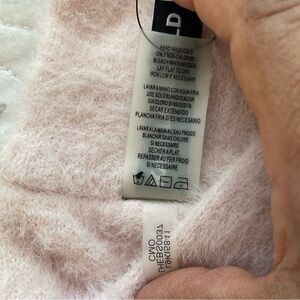 D
HAND WASH COLD
ONLY NON-CHLORINE
BLEACH WHEN NEEDED
LAY FLAT TO DRY
IRON LOW IF NECESSARY
LAVAR A MANO CON AGUA FRIA
USE SOLO BLANQUEADOR
SIN CLORO SI ES NECESARIO
SECAR EXTENDIDO
PLANCHA FRIA SI ES NECESARIO
LAVER A LA MAIN A L'EAU FROIDE
BLANCHIR SANS CHLORE
SI NECESSAIRE
SECHER A PLAT
REPASSER AU FER FROID
SI NECESSAIRE
CMO
THEB20037